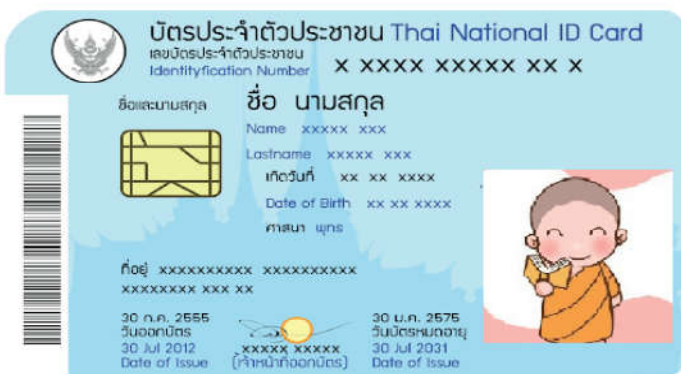 บัตรประจำตัวประชาชน Thai National ID Card
เลขบัตรประจำตัวประชาชน
Identityfication Number X XXXX XXXXX XX X
ชื่อและนามสกุล ชื่อ นามสกุล
Name xxxxx xxx
Lastname xxxxx xxx
เกิดวันที่ xx xx xxxx
Date of Birth xx xx xxxx
ศาสนา พุทธ
ที่อยู่ xxxxxxxxxx xxxxxxxxxx
xxxxxxxx xxx xx
30 ก.ค. 2555 30 ม.ค. 2575
วันออกบัตร วันบัตรหมดอายุ
30 Jul 2012 xxxxx xxxxx 30 Jul 2031
Date of Issue (เจ้าหน้าที่ออกบัตร) Date of Issue